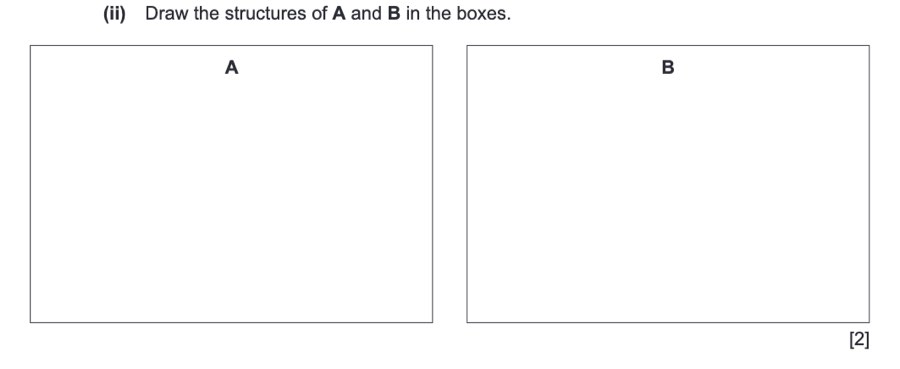 (ii) Draw the structures of A and B in the boxes.
A
B
[2]